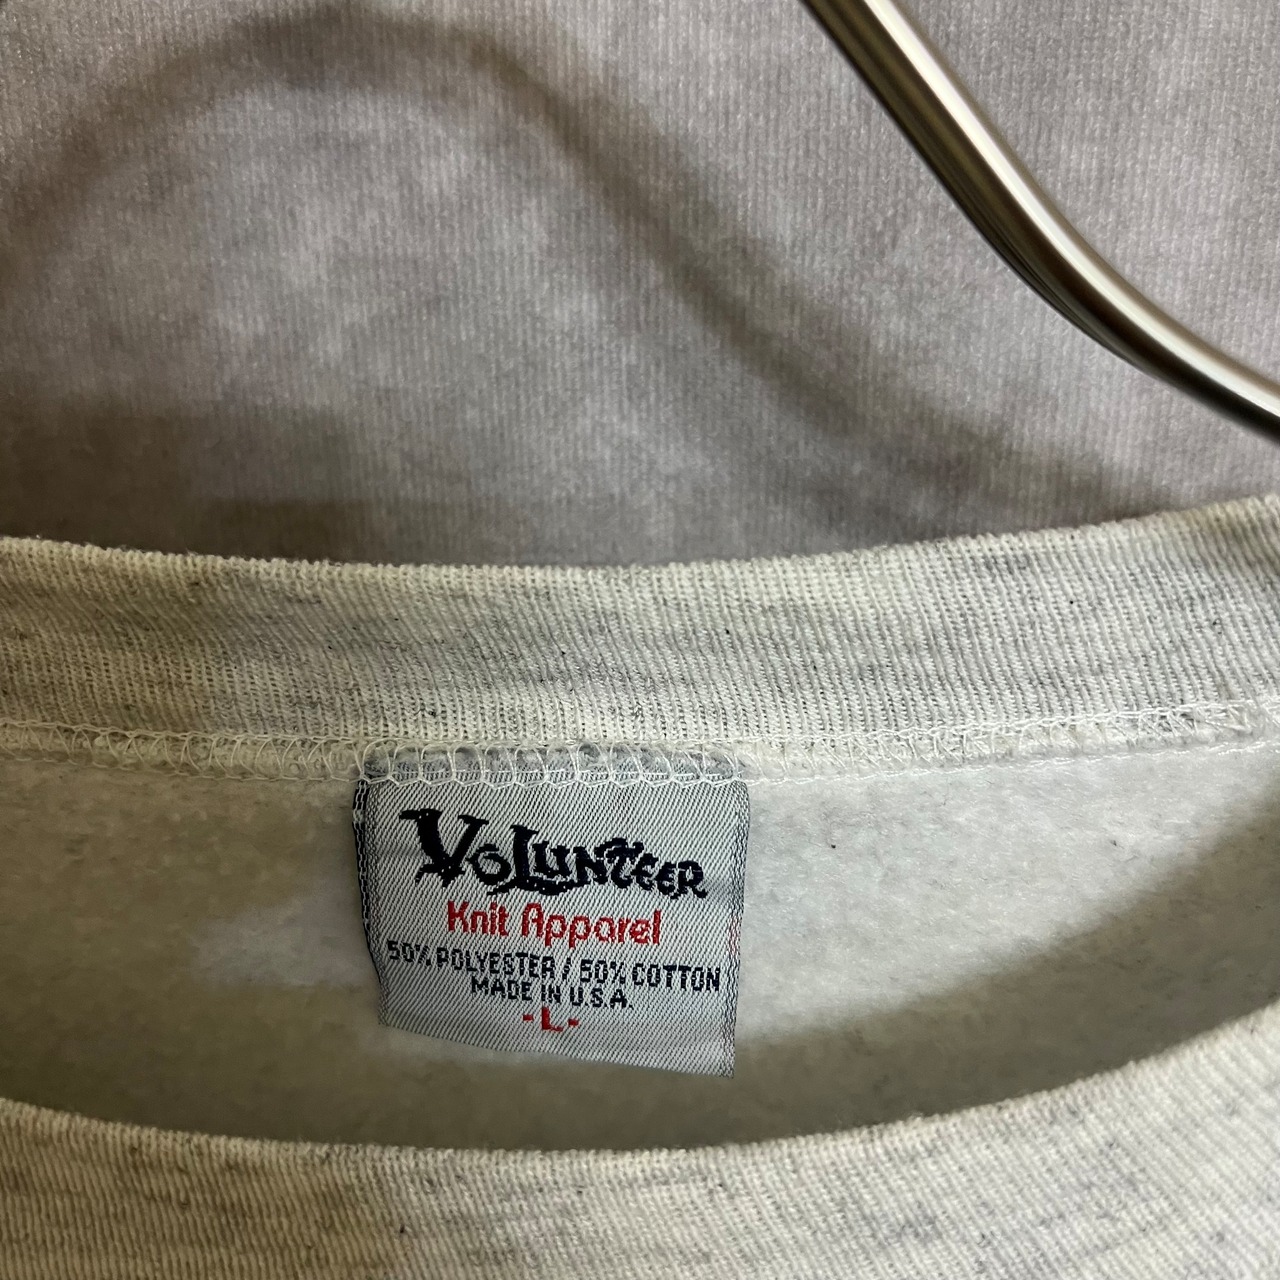 VOLUNTEER
Knit Apparel
50% POLYESTER / 50% COTTON
MADE IN U.S.A.
-L-